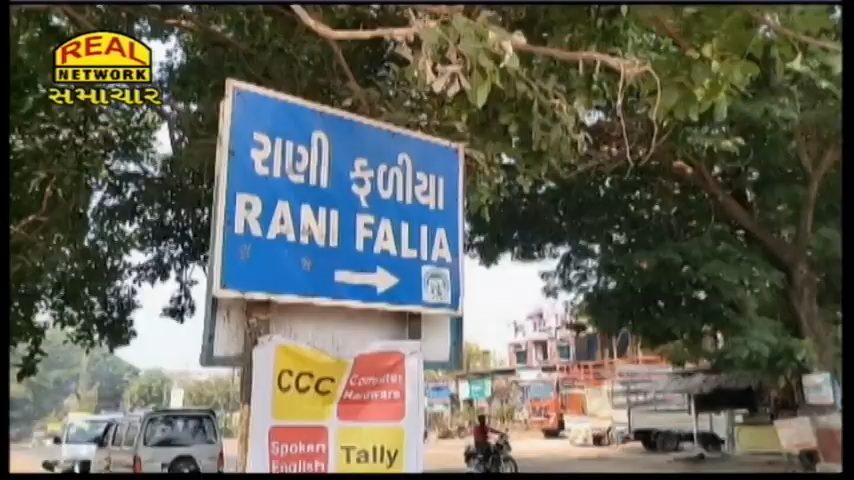 REAL
NETWORK
સમાચાર
રાણી ફળીયા
RANI FALIA
CCC
Computer
Hardware
Spoken
English
Tally